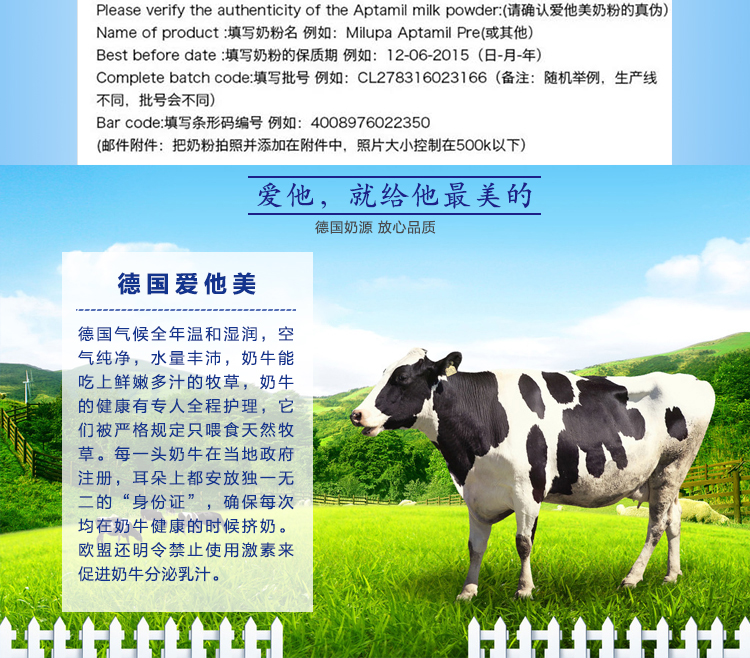 Please verify the authenticity of the Aptamil milk powder:(请确认爱他美奶粉的真伪)
Name of product :填写奶粉名 例如：Milupa Aptamil Pre(或其他)
Best before date :填写奶粉的保质期 例如：12-06-2015（日-月-年）
Complete batch code:填写批号 例如：CL278316023166（备注：随机举例，生产线
不同，批号会不同）
Bar code:填写条形码编号 例如：4008976022350
(邮件附件：把奶粉拍照并添加在附件中，照片大小控制在500k以下）
爱他，就给他最美的
德国奶源 放心品质
德国爱他美
德国气候全年温和湿润，空
气纯净，水量丰沛，奶牛能
吃上鲜嫩多汁的牧草，奶牛
的健康有专人全程护理，它
们被严格规定只喂食天然牧
草。每一头奶牛在当地政府
注册，耳朵上都安放独一无
二的“身份证”，确保每次
均在奶牛健康的时候挤奶。
欧盟还明令禁止使用激素来
促进奶牛分泌乳汁。